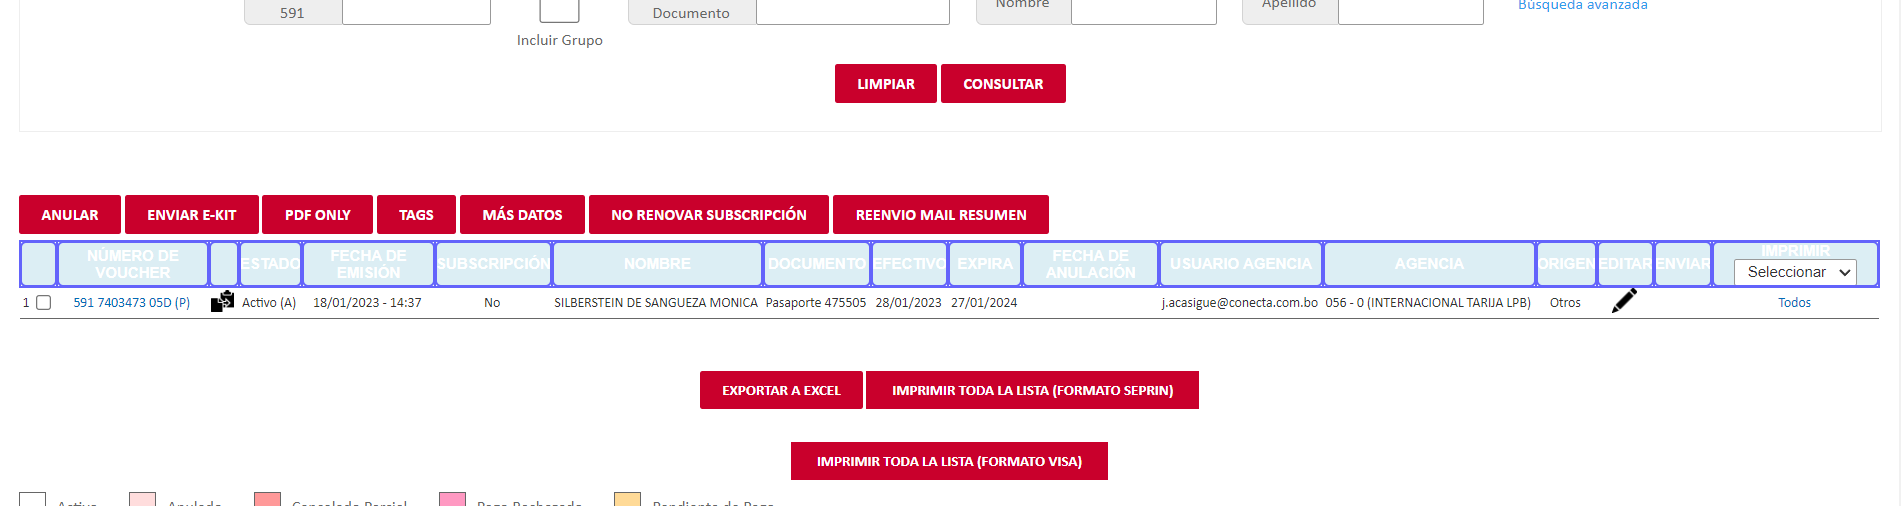 591
Documento
Nombre
Apellido
Búsqueda avanzada
Incluir Grupo
LIMPIAR
CONSULTAR
ANULAR
ENVIAR E-KIT
PDF ONLY
TAGS
MÁS DATOS
NO RENOVAR SUBSCRIPCIÓN
REENVIO MAIL RESUMEN
NÚMERO DE
VOUCHER
ESTADO
FECHA DE
EMISIÓN
SUBSCRIPCIÓN
NOMBRE
DOCUMENTO
EFECTIVO
EXPIRA
FECHA DE
ANULACIÓN
USUARIO AGENCIA
AGENCIA
ORIGEN
EDITAR
ENVIAR
IMPRIMIR
Seleccionar
1
591 7403473 05D (P)
Activo (A)
18/01/2023 - 14:37
No
SILBERSTEIN DE SANGUEZA MONICA
Pasaporte 475505
28/01/2023
27/01/2024
j.acasigue@conecta.com.bo
056 - 0 (INTERNACIONAL TARIJA LPB)
Otros
Todos
EXPORTAR A EXCEL
IMPRIMIR TODA LA LISTA (FORMATO SEPRIN)
IMPRIMIR TODA LA LISTA (FORMATO VISA)
Activo
Anulado
Cancelado Parcial
Pago Rechazado
Pendiente de Pago